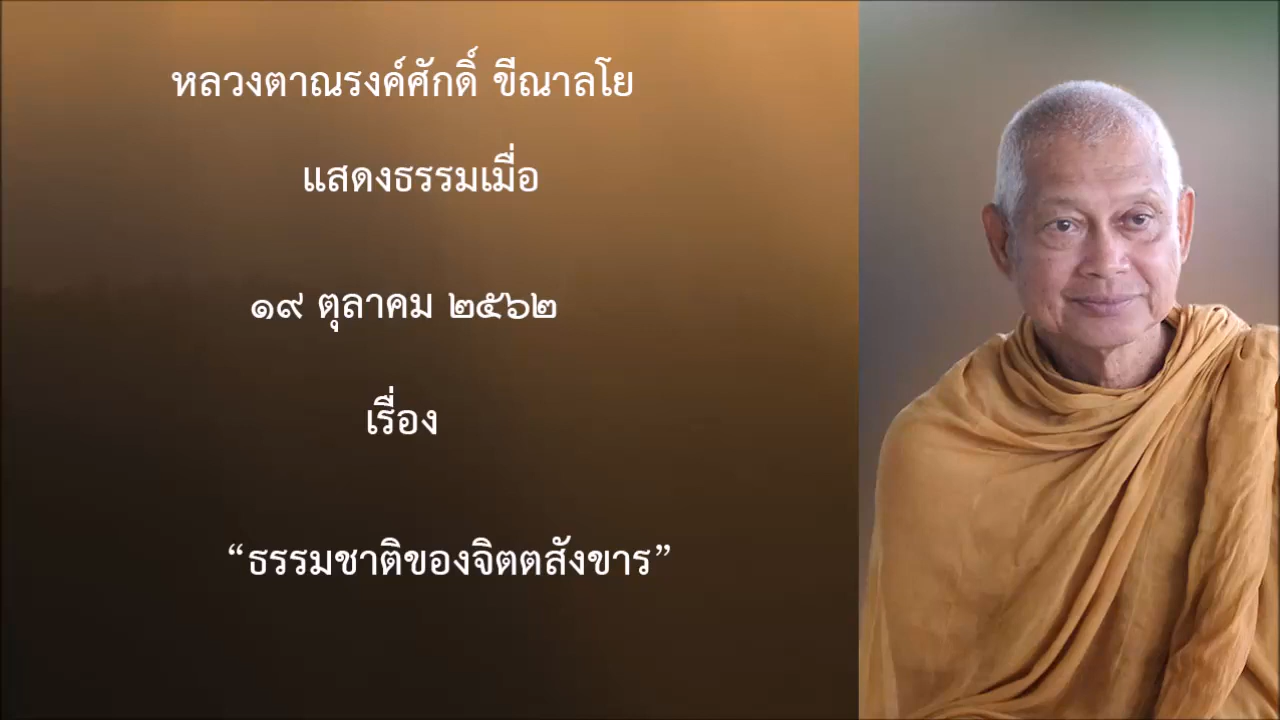 หลวงตาณรงค์ศักดิ์ ขีณาลโย
แสดงธรรมเมื่อ
๑๙ ตุลาคม ๒๕๖๒
เรื่อง
“ธรรมชาติของจิตตสังขาร”